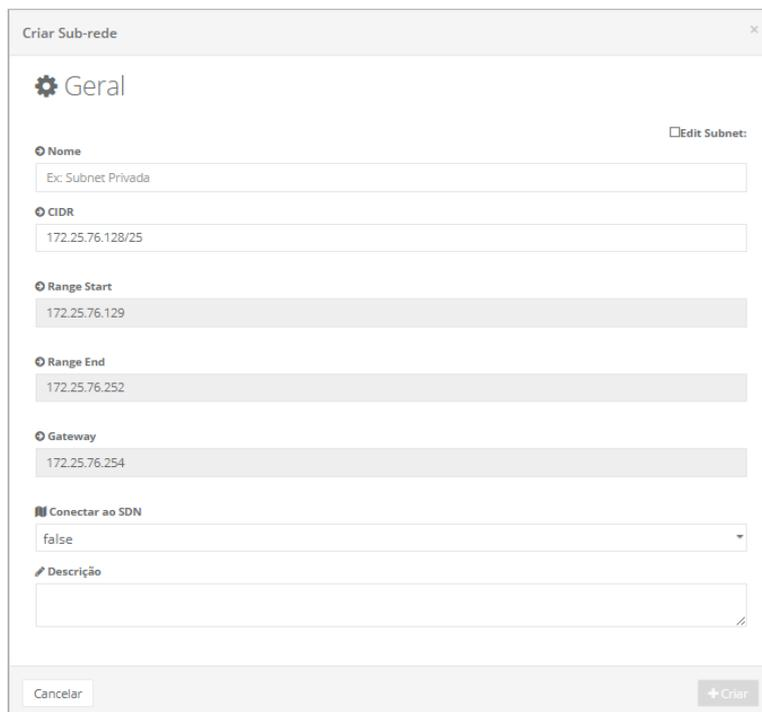 Criar Sub-rede
×
Geral
Edit Subnet:
Nome
Ex: Subnet Privada
CIDR
172.25.76.128/25
Range Start
172.25.76.129
Range End
172.25.76.252
Gateway
172.25.76.254
Conectar ao SDN
false
Descrição
Cancelar
+ Criar